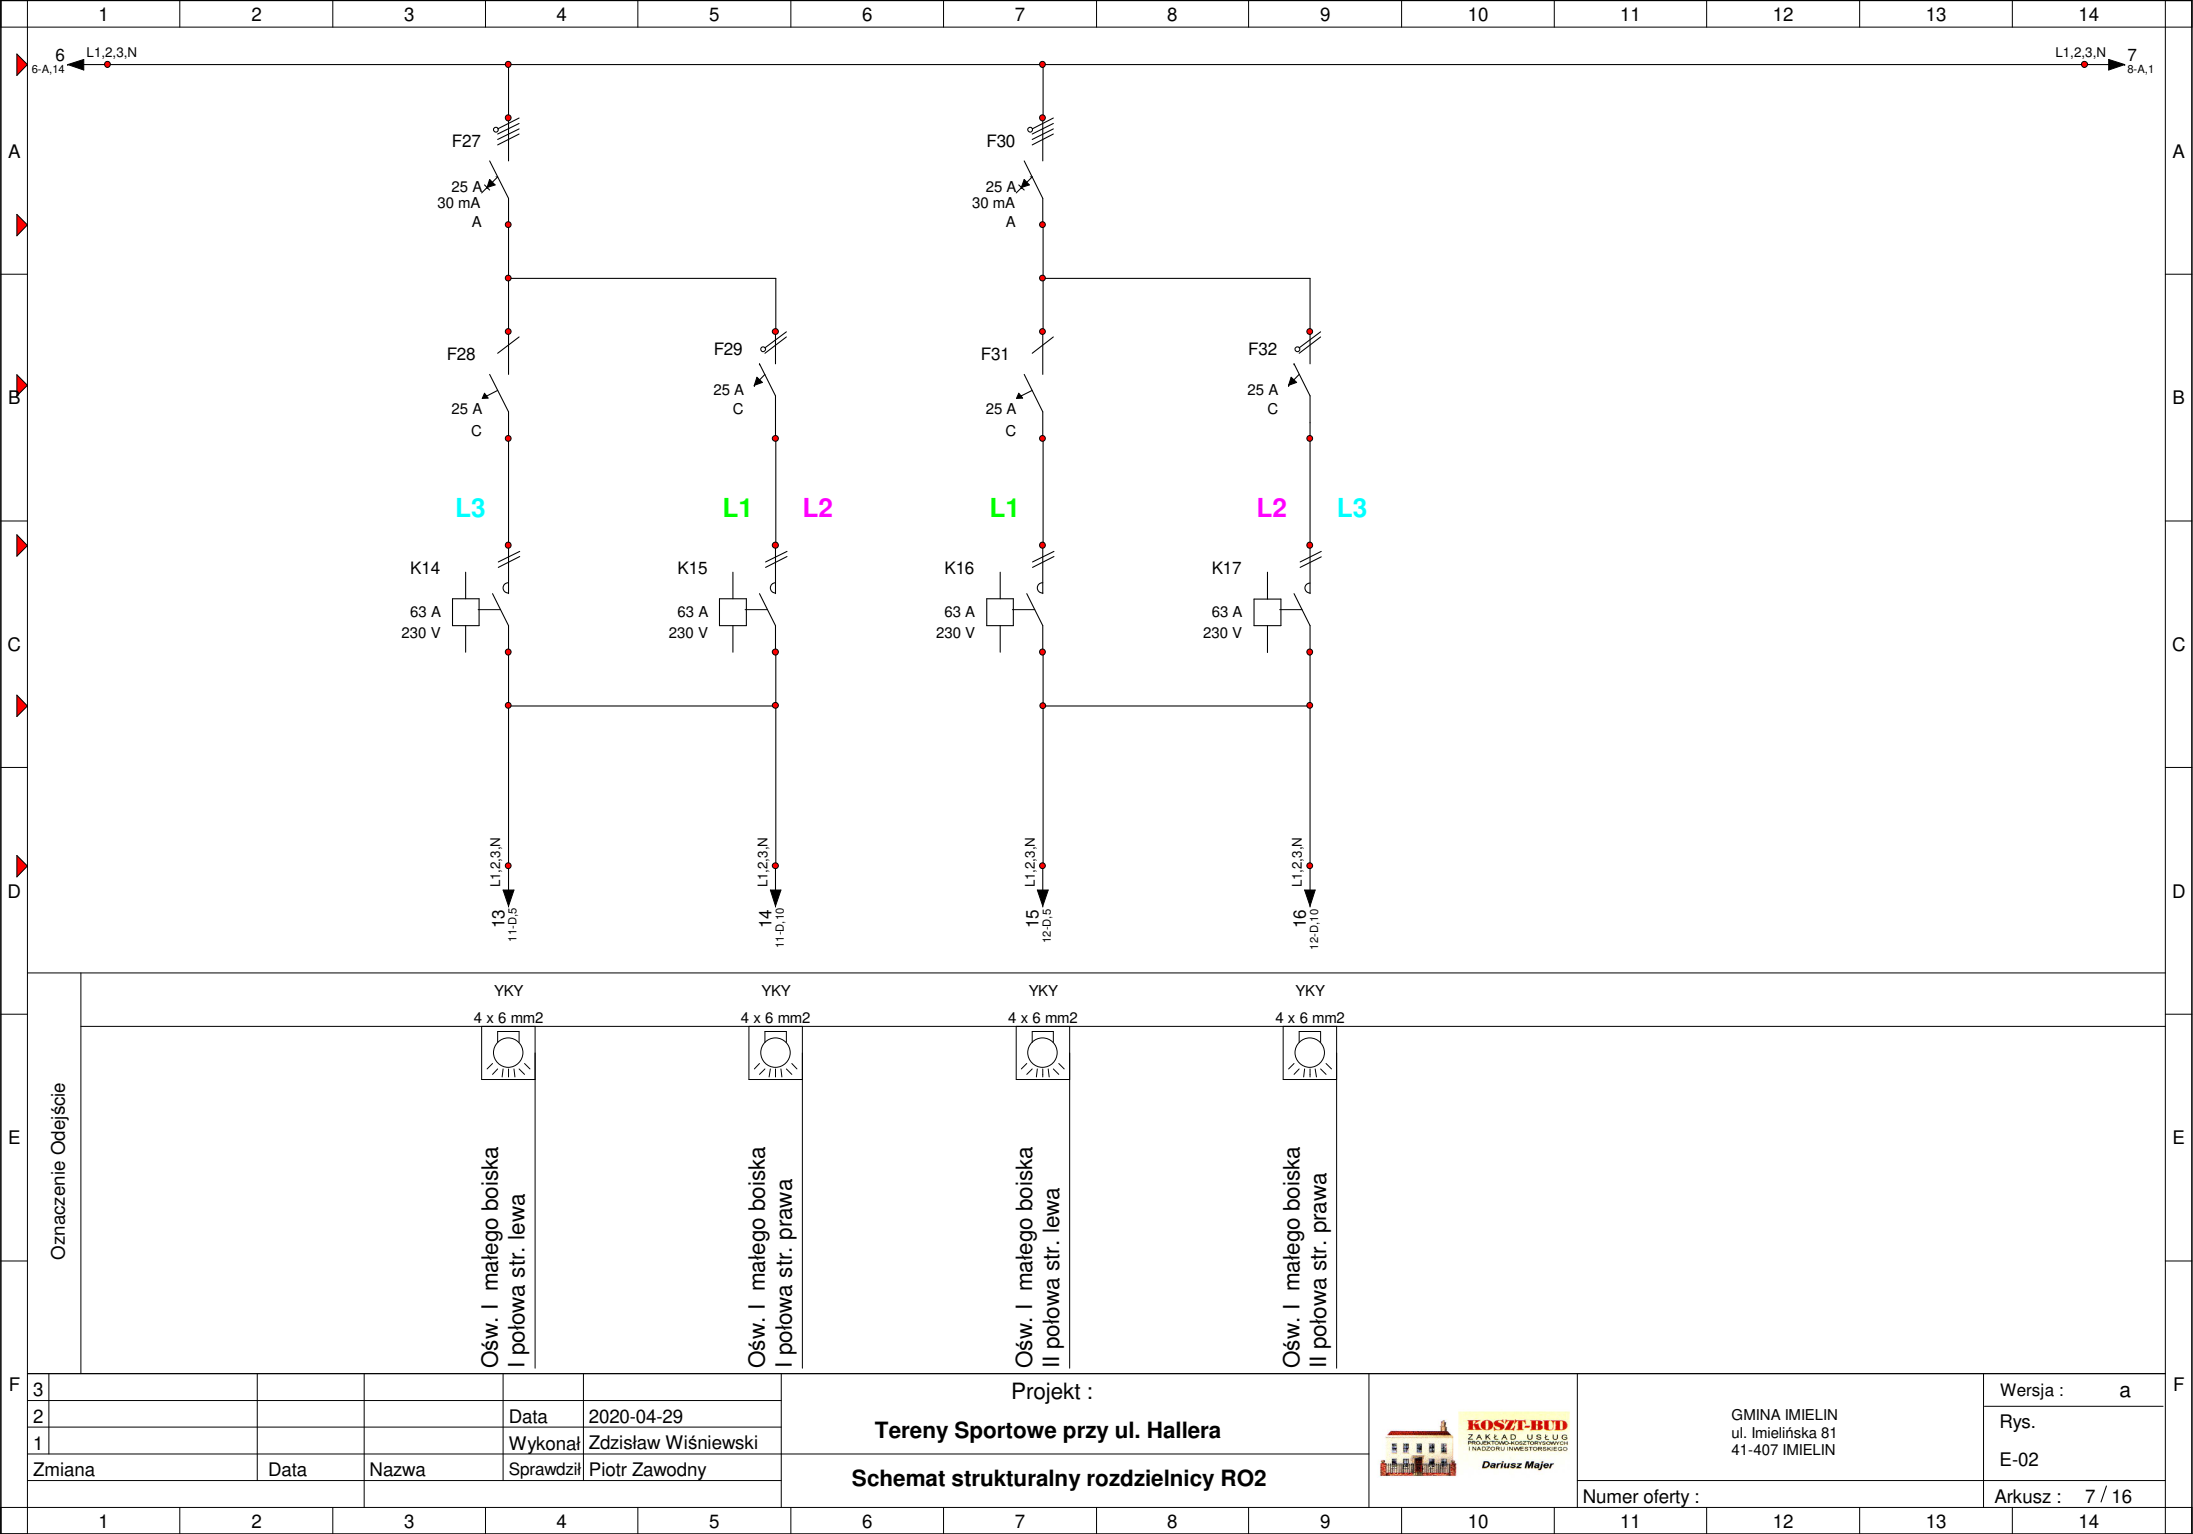 1 2 3 4 5 6 7 8 9 10 11 12 13 14
6 L1,2,3,N
6-A,14
L1,2,3,N 7
8-A,1
A A
F27
25 A
30 mA
A
F30
25 A
30 mA
A
B B
F28
25 A
C
F29
25 A
C
F31
25 A
C
F32
25 A
C
L3 L1 L2 L1 L2 L3
C C
K14
63 A
230 V
K15
63 A
230 V
K16
63 A
230 V
K17
63 A
230 V
D D
L1,2,3,N
13
11-D,5
L1,2,3,N
14
11-D,10
L1,2,3,N
15
12-D,5
L1,2,3,N
16
12-D,10
YKY YKY YKY YKY
4 x 6 mm2 4 x 6 mm2 4 x 6 mm2 4 x 6 mm2
E E
Oznaczenie Odejście
Ośw. I małego boiska
I połowa str. lewa
Ośw. I małego boiska
I połowa str. prawa
Ośw. I małego boiska
II połowa str. lewa
Ośw. I małego boiska
II połowa str. prawa
F F
3
2 Data 2020-04-29
1 Wykonał Zdzisław Wiśniewski
Zmiana Data Nazwa Sprawdził Piotr Zawodny
Projekt :
Tereny Sportowe przy ul. Hallera
Schemat strukturalny rozdzielnicy RO2
KOSZT-BUD
ZAKŁAD USŁUG
PROJEKTOWO-KOSZTORYSOWYCH
I NADZORU INWESTORSKIEGO
Dariusz Majer
GMINA IMIELIN
ul. Imielińska 81
41-407 IMIELIN
Numer oferty :
Wersja : a
Rys.
E-02
Arkusz : 7 / 16
1 2 3 4 5 6 7 8 9 10 11 12 13 14